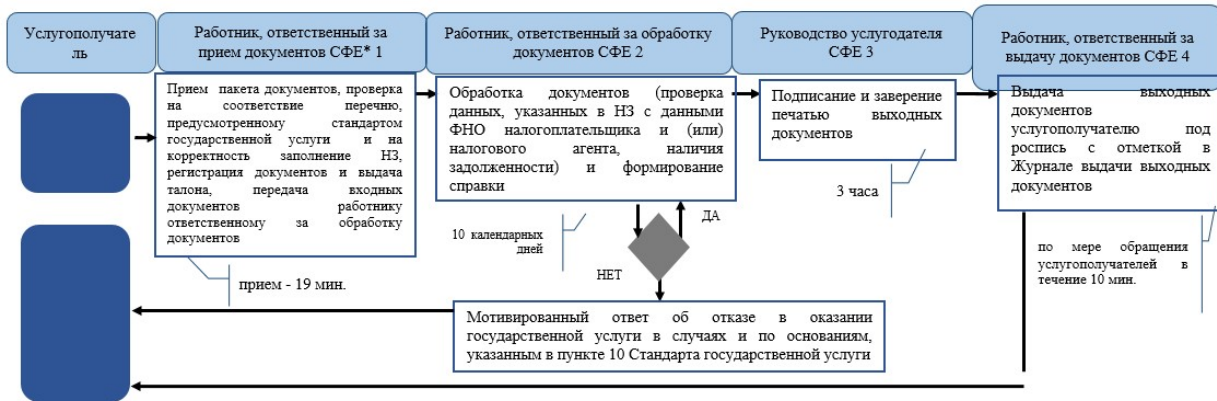 Услугополучате
ль
Работник, ответственный за
прием документов СФЕ* 1
Работник, ответственный за обработку
документов СФЕ 2
Руководство услугодателя
СФЕ 3
Работник, ответственный за
выдачу документов СФЕ 4
Прием пакета документов, проверка
на соответствие перечню,
предусмотренному стандартом
государственной услуги и на
корректность заполнение НЗ,
регистрация документов и выдача
талона, передача входных
документов работнику
ответственному за обработку
документов
Обработка документов (проверка
данных, указанных в НЗ с данными
ФНО налогоплательщика и (или)
налогового агента, наличия
задолженности) и формирование
справки
Подписание и заверение
печатью выходных
документов
Выдача выходных
документов
услугополучателю под
роспись с отметкой в
Журнале выдачи выходных
документов
3 часа
10 календарных
дней
ДА
НЕТ
прием - 19 мин.
по мере обращения
услугополучателей в
течение 10 мин.
Мотивированный ответ об отказе в оказании
государственной услуги в случаях и по основаниям,
указанным в пункте 10 Стандарта государственной услуги